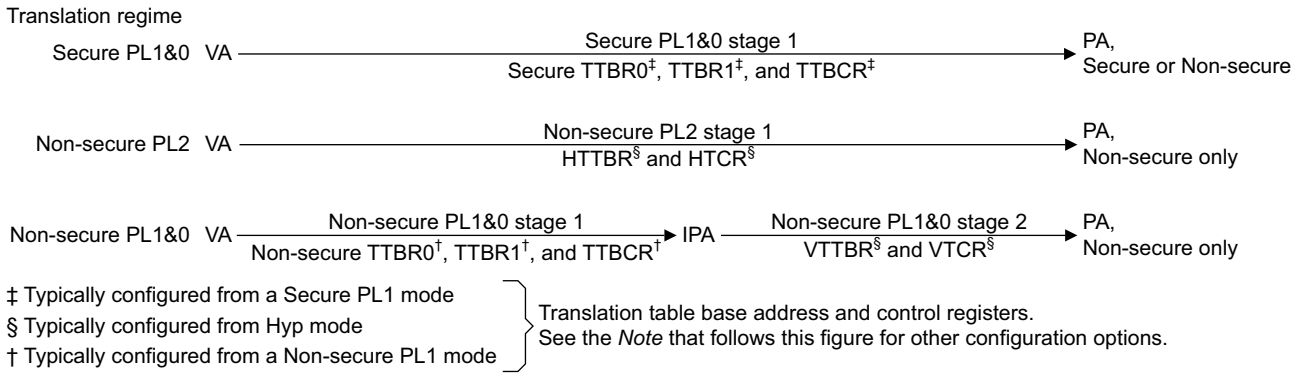 Translation regime
Secure PL1&0 VA
Secure PL1&0 stage 1
Secure TTBR0‡, TTBR1‡, and TTBCR‡
PA,
Secure or Non-secure
Non-secure PL2 VA
Non-secure PL2 stage 1
HTTBR§ and HTCR§
PA,
Non-secure only
Non-secure PL1&0 VA
Non-secure PL1&0 stage 1
Non-secure TTBR0†, TTBR1†, and TTBCR†
IPA
Non-secure PL1&0 stage 2
VTTBR§ and VTCR§
PA,
Non-secure only
‡ Typically configured from a Secure PL1 mode
§ Typically configured from Hyp mode
† Typically configured from a Non-secure PL1 mode
Translation table base address and control registers.
See the Note that follows this figure for other configuration options.